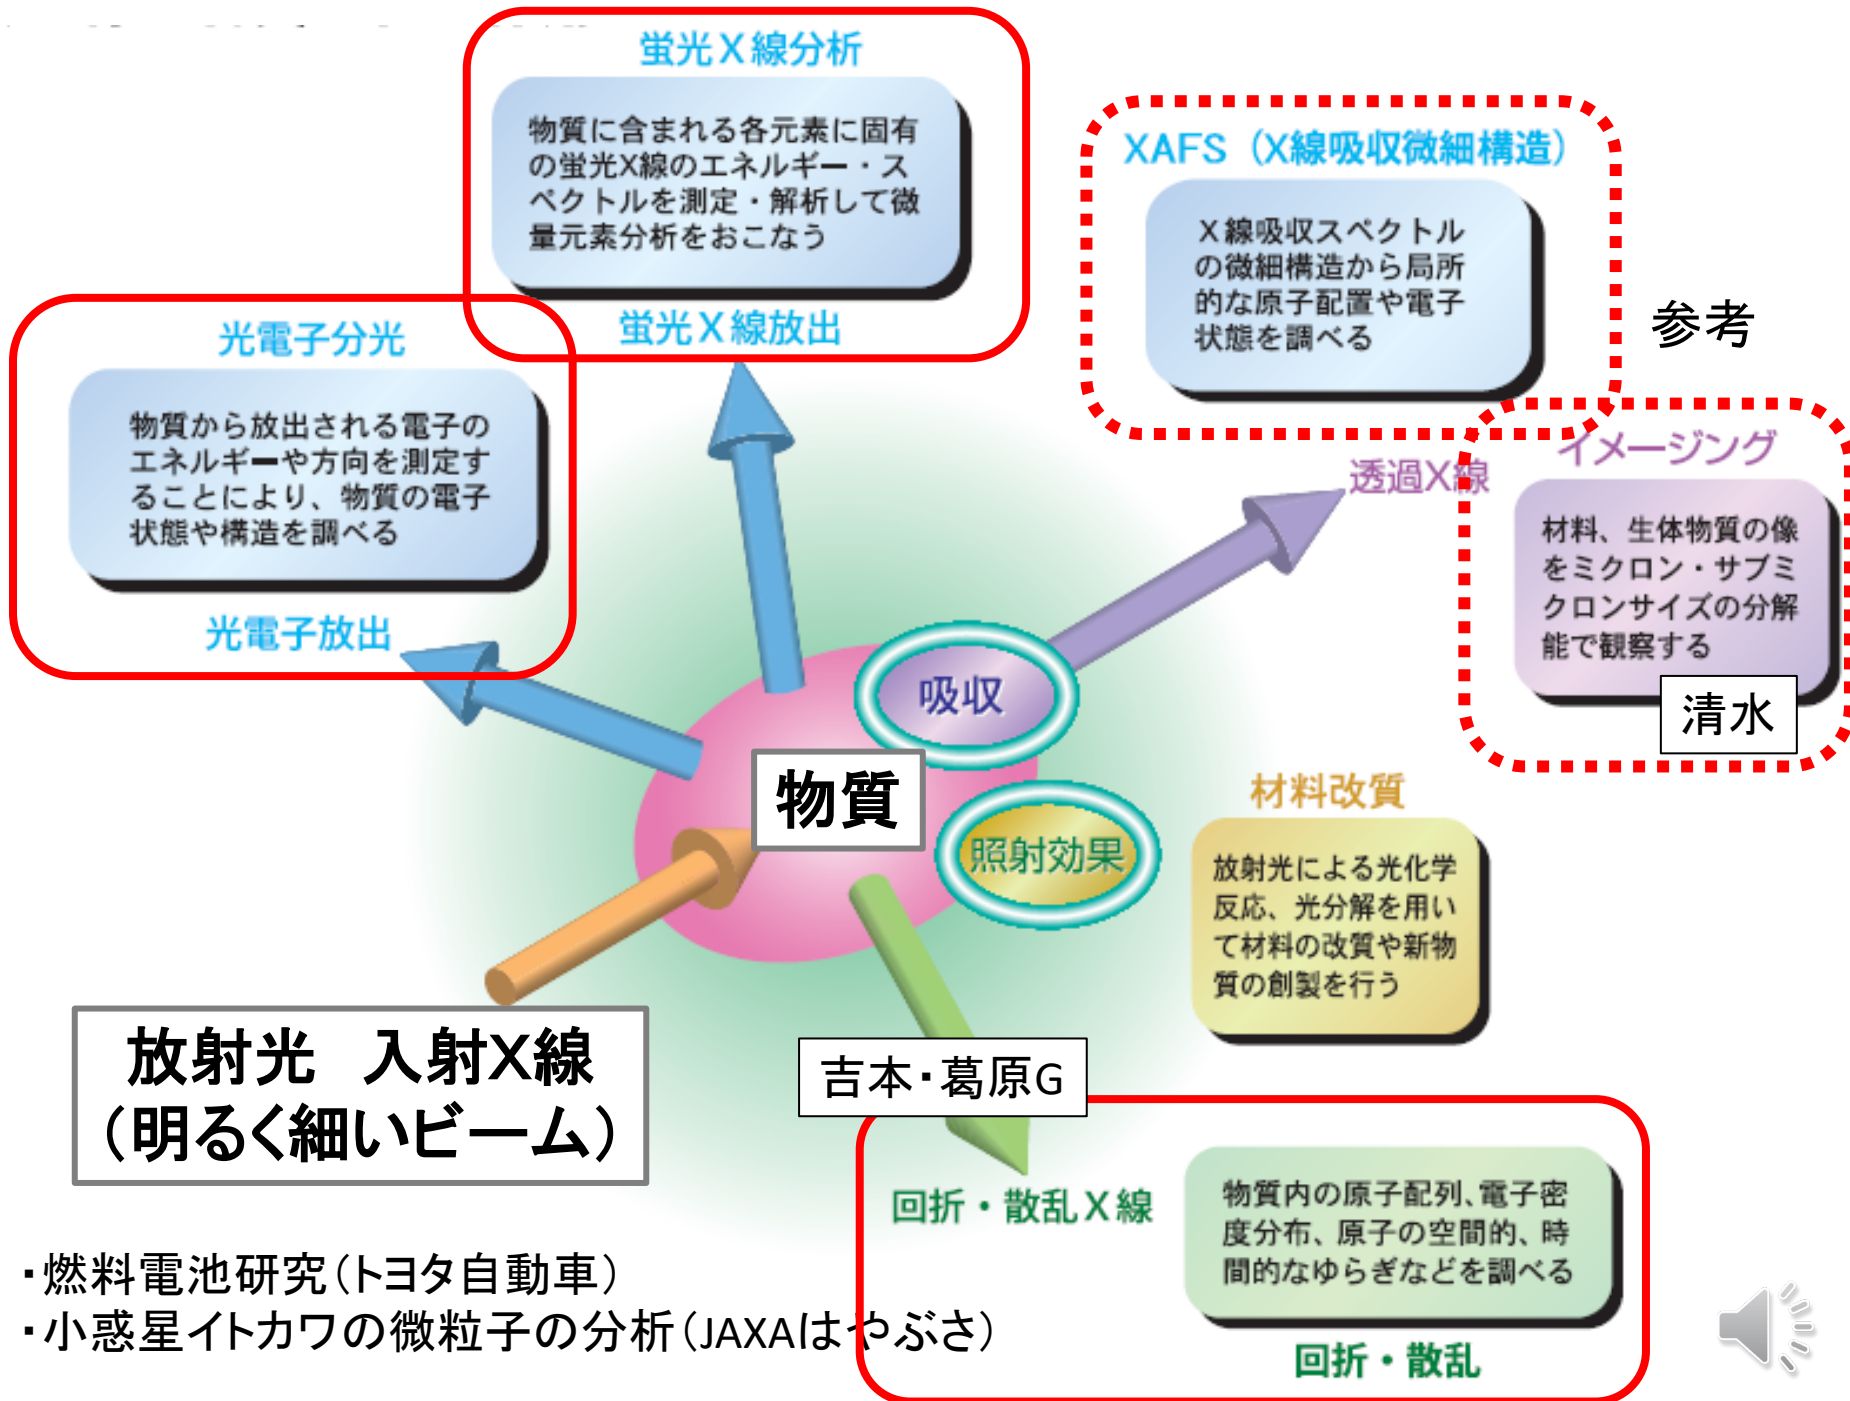 蛍光X線分析
物質に含まれる各元素に固有
の蛍光X線のエネルギー・ス
ペクトルを測定・解析して微
量元素分析をおこなう
蛍光X線放出
XAFS（X線吸収微細構造）
X線吸収スペクトル
の微細構造から局所
的な原子配置や電子
状態を調べる
参考
光電子分光
物質から放出される電子の
エネルギーや方向を測定す
ることにより、物質の電子
状態や構造を調べる
光電子放出
透過X線
イメージング
材料、生体物質の像
をミクロン・サブミ
クロンサイズの分解
能で観察する
清水
吸収
物質
照射効果
材料改質
放射光による光化学
反応、光分解を用い
て材料の改質や新物
質の創製を行う
放射光　入射X線
（明るく細いビーム）
吉本・葛原G
回折・散乱X線
物質内の原子配列、電子密
度分布、原子の空間的、時
間的なゆらぎなどを調べる
回折・散乱
・燃料電池研究（トヨタ自動車）
・小惑星イトカワの微粒子の分析（JAXAはやぶさ）